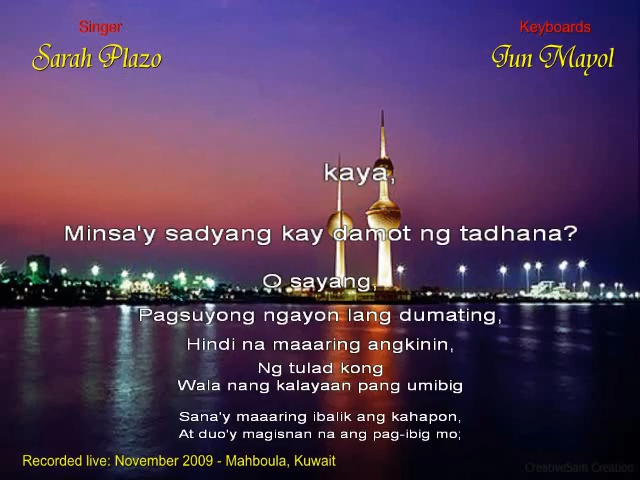 Singer
Sarah Plazo
Keyboards
Jun Mayol
kaya,
Minsa'y sadyang kay damot ng tadhana?
O sayang,
Pagsuyong ngayon lang dumating,
Hindi na maaaring angkinin,
Ng tulad kong
Wala nang kalayaan pang umibig
Sana'y maaaring ibalik ang kahapon,
At duo'y magisnan na ang pag-ibig mo;
Recorded live: November 2009 - Mahboula, Kuwait
CreativeSam Creation